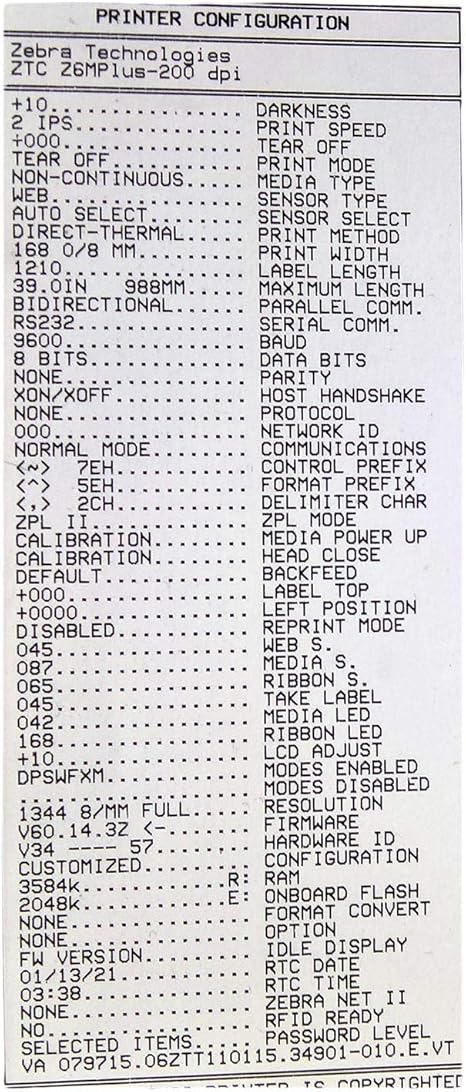 PRINTER CONFIGURATION
Zebra Technologies
ZTC Z6MPlus-200 dpi
+10................. DARKNESS
2 IPS............... PRINT SPEED
+000................ TEAR OFF
TEAR OFF............ PRINT MODE
NON-CONTINUOUS...... MEDIA TYPE
WEB................. SENSOR TYPE
AUTO SELECT......... SENSOR SELECT
DIRECT-THERMAL...... PRINT METHOD
168 0/8 MM.......... PRINT WIDTH
1210................ LABEL LENGTH
39.0IN 988MM..... MAXIMUM LENGTH
BIDIRECTIONAL....... PARALLEL COMM.
RS232............... SERIAL COMM.
9600................ BAUD
8 BITS.............. DATA BITS
NONE................ PARITY
XON/XOFF............ HOST HANDSHAKE
NONE................ PROTOCOL
000................. NETWORK ID
NORMAL MODE......... COMMUNICATIONS
<~> 7EH............ CONTROL PREFIX
<^> 5EH............ FORMAT PREFIX
<,> 2CH............ DELIMITER CHAR
ZPL II.............. ZPL MODE
CALIBRATION......... MEDIA POWER UP
CALIBRATION......... HEAD CLOSE
DEFAULT............. BACKFEED
+000................ LABEL TOP
+0000............... LEFT POSITION
DISABLED............ REPRINT MODE
045................. WEB S.
087................. MEDIA S.
065................. RIBBON S.
045................. TAKE LABEL
042................. MEDIA LED
168................. RIBBON LED
+10................. LCD ADJUST
DPSWFXM............. MODES ENABLED
.................... MODES DISABLED
1344 8/MM FULL..... RESOLUTION
V60.14.3Z <-....... FIRMWARE
V34 ---- 57........ HARDWARE ID
CUSTOMIZED.......... CONFIGURATION
3584k............R: RAM
2048k............E: ONBOARD FLASH
NONE................ FORMAT CONVERT
NONE................ OPTION
FW VERSION.......... IDLE DISPLAY
01/13/21............ RTC DATE
03:38............... RTC TIME
NONE................ ZEBRA NET II
NO.................. RFID READY
SELECTED ITEMS...... PASSWORD LEVEL
VA 079715.06ZTT110115.34901-010.E.VT
PRINTER IS COPYRIGHTED